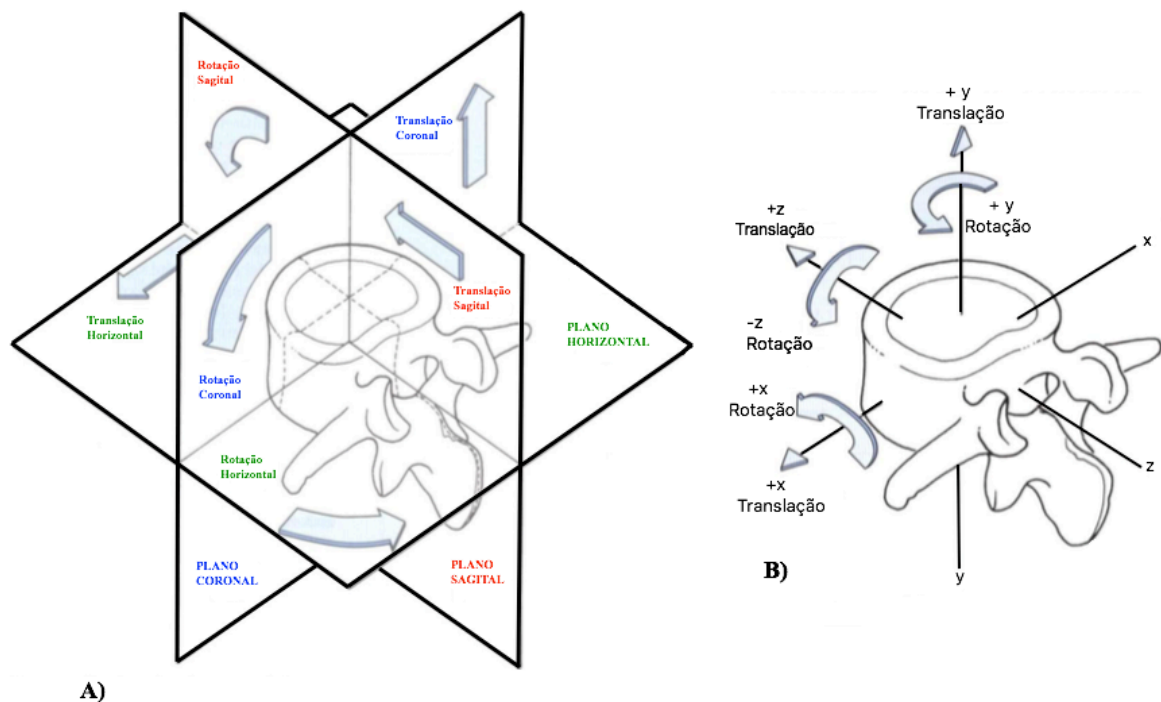 Rotação
Sagital
Translação
Coronal
Translação
Horizontal
Translação
Sagital
PLANO
HORIZONTAL
Rotação
Coronal
Rotação
Horizontal
PLANO
CORONAL
PLANO
SAGITAL
A)
+ y
Translação
+ y
Rotação
+z
Translação
x
-z
Rotação
+x
Rotação
+x
Translação
z
y
B)